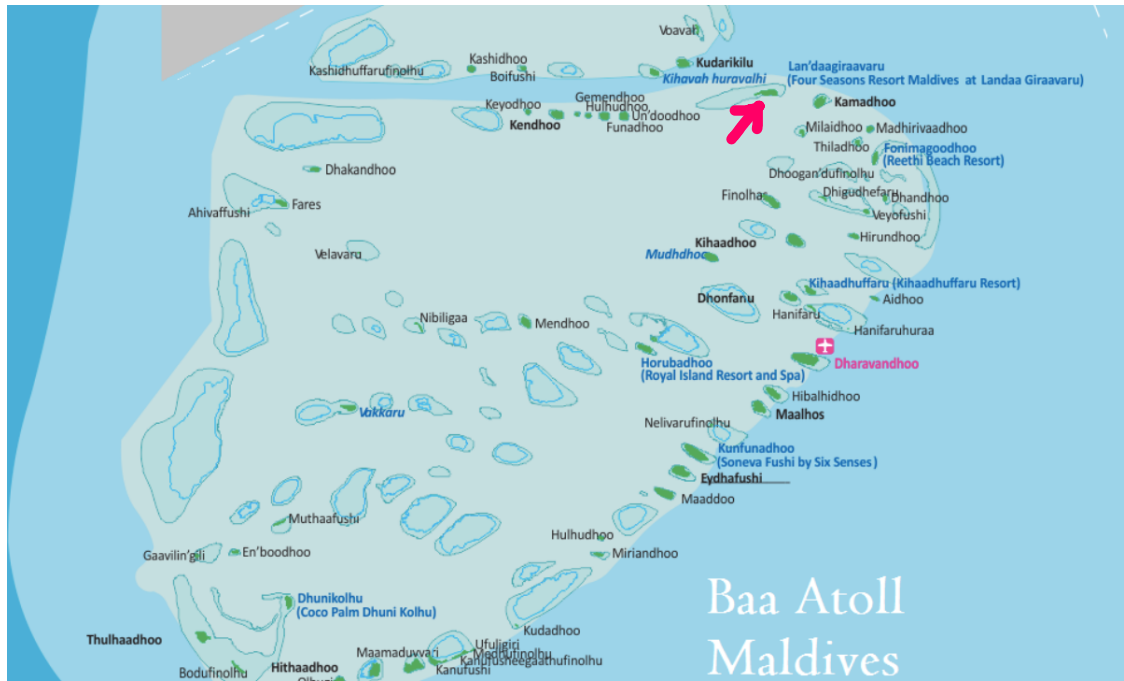 Voavah
Kudarikilu
Kashidhoo
Kashidhuffarufinolhu
Boifushi
Kihavah huravalhi
Lan'daagiraavaru
(Four Seasons Resort Maldives at Landaa Giraavaru)
Gemendhoo
Keyodhoo
Hulhudhoo
Un'doodhoo
Kendhoo
Funadhoo
Kamadhoo
Milaidhoo
Madhirivaadhoo
Thiladhoo
Fonimagoodhoo
(Reethi Beach Resort)
Dhakandhoo
Dhoogan'dufinolhu
Finolhas
Dhigudhefaru
Dhandhoo
Ahivaffushi
Fares
Veyofushi
Hirundhoo
Kihaadhoo
Velavaru
Mudhdhoo
Kihaadhuffaru (Kihaadhuffaru Resort)
Dhonfanu
Aidhoo
Hanifaru
Nibiligaa
Mendhoo
Hanifaruhuraa
Horubadhoo
(Royal Island Resort and Spa)
Dharavandhoo
Hibalhidhoo
Vakkaru
Maalhos
Nelivarufinolhu
Kunfunadhoo
(Soneva Fushi by Six Senses)
Eydhafushi
Maaddoo
Muthaafushi
Hulhudhoo
Gaavilin'gili
En'boodhoo
Miriandhoo
Dhunikolhu
(Coco Palm Dhuni Kolhu)
Baa Atoll
Maldives
Kudadhoo
Thulhaadhoo
Ufuligiri
Maamaduvvari
Medhufinolhu
Kanufusheegaathufinolhu
Bodufinolhu
Hithaadhoo
Kanufushi